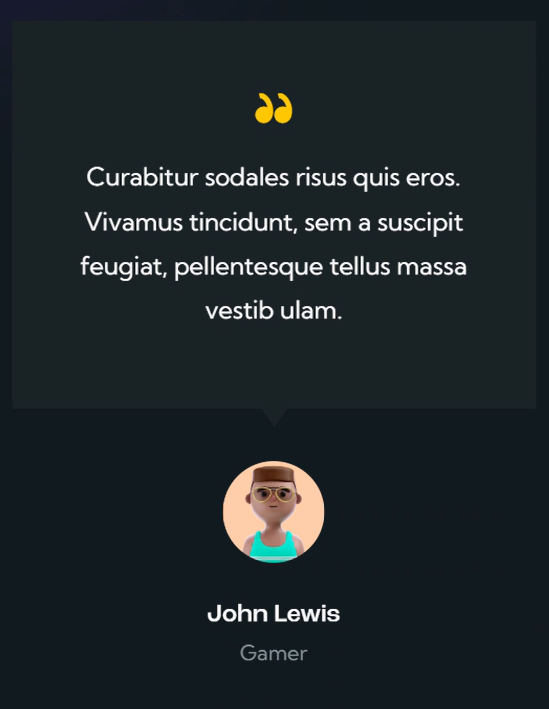 Curabitur sodales risus quis eros.
Vivamus tincidunt, sem a suscipit
feugiat, pellentesque tellus massa
vestib ulam.
John Lewis
Gamer